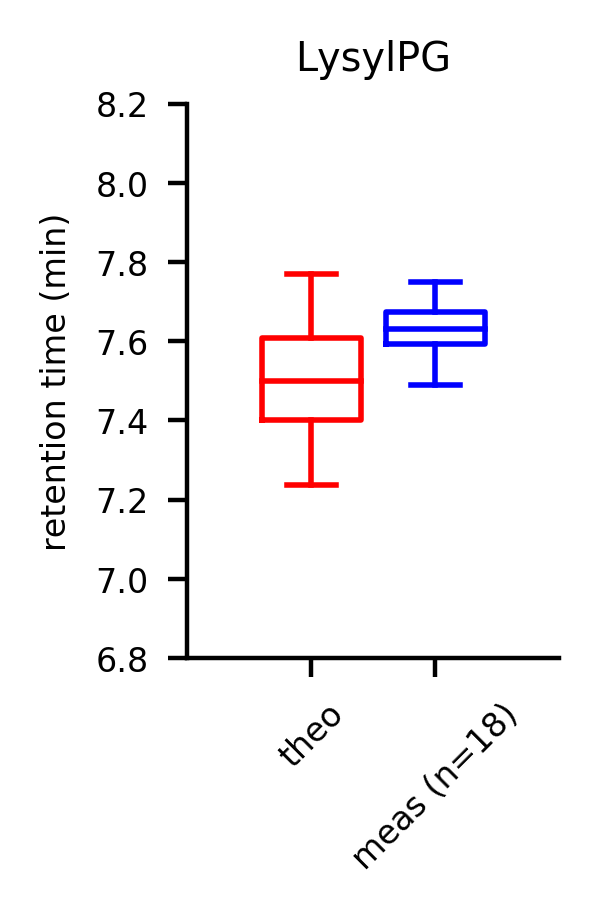 LysylPG
8.2
8.0
7.8
7.6
7.4
7.2
7.0
6.8
retention time (min)
theo
meas (n=18)